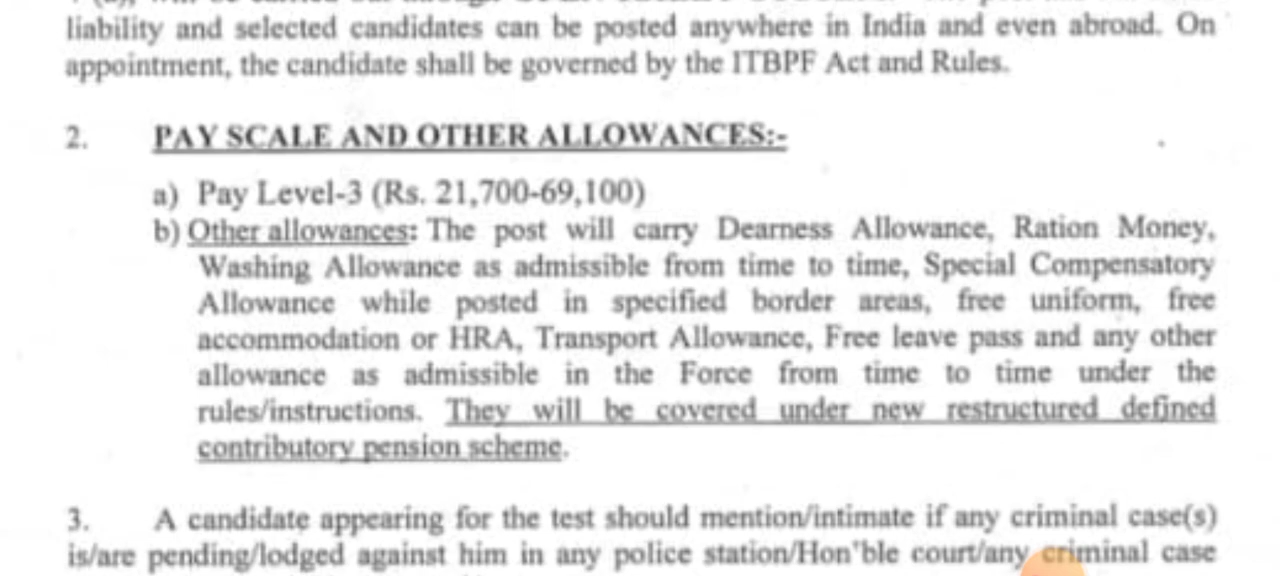 liability and selected candidates can be posted anywhere in India and even abroad. On
appointment, the candidate shall be governed by the ITBPF Act and Rules.
2. PAY SCALE AND OTHER ALLOWANCES:-
a) Pay Level-3 (Rs. 21,700-69,100)
b) Other allowances: The post will carry Dearness Allowance, Ration Money,
Washing Allowance as admissible from time to time, Special Compensatory
Allowance while posted in specified border areas, free uniform, free
accommodation or HRA, Transport Allowance, Free leave pass and any other
allowance as admissible in the Force from time to time under the
rules/instructions. They will be covered under new restructured defined
contributory pension scheme.
3. A candidate appearing for the test should mention/intimate if any criminal case(s)
is/are pending/lodged against him in any police station/Hon'ble court/any criminal case